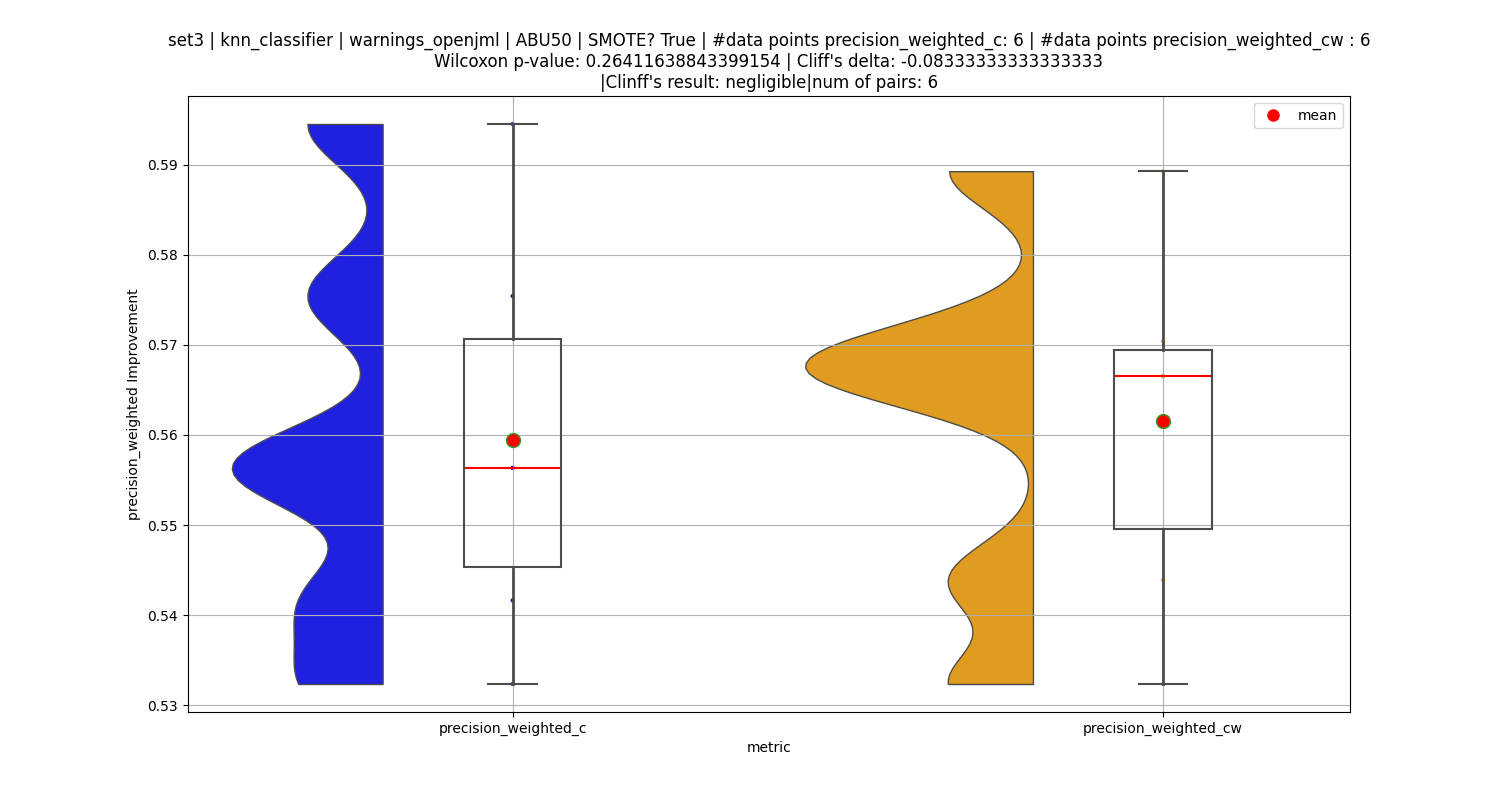 set3 | knn_classifier | warnings_openjml | ABU50 | SMOTE? True | #data points precision_weighted_c: 6 | #data points precision_weighted_cw : 6
Wilcoxon p-value: 0.26411638843399154 | Cliff's delta: -0.08333333333333333
|Clinff's result: negligible|num of pairs: 6
mean
0.59
0.58
0.57
0.56
0.55
0.54
0.53
precision_weighted Improvement
precision_weighted_c
precision_weighted_cw
metric